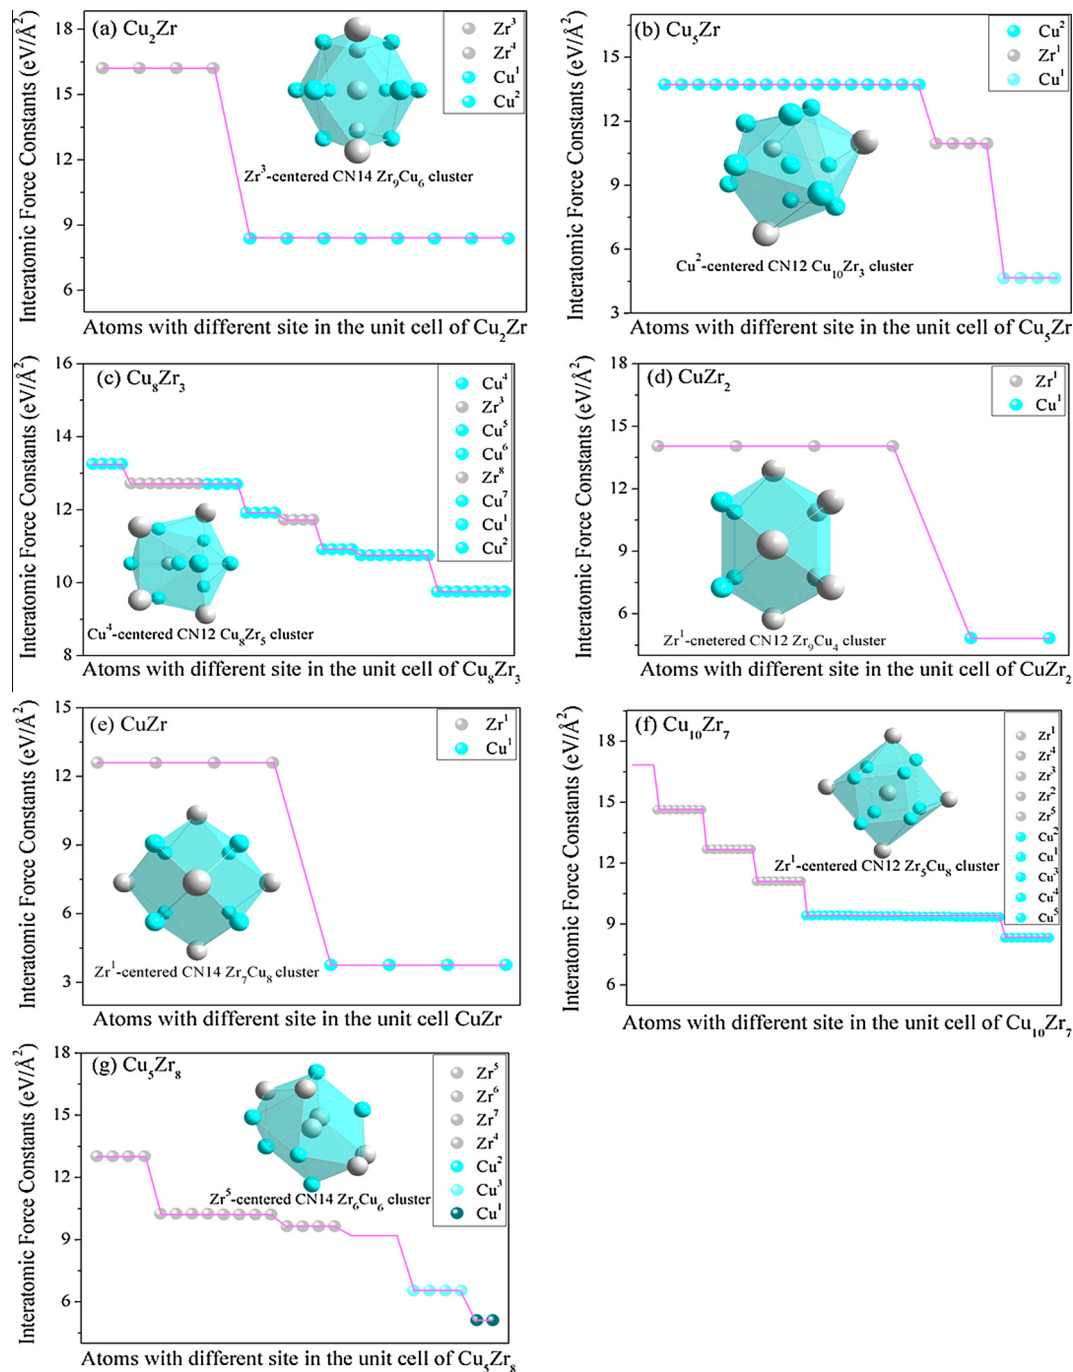 (a) Cu2Zr
Interatomic Force Constants (eV/Å2)
18
15
12
9
6
Zr3
Zr4
Cu1
Cu2
Zr3-centered CN14 Zr9Cu6 cluster
Atoms with different site in the unit cell of Cu2Zr
(b) Cu5Zr
Interatomic Force Constants (eV/Å2)
18
15
12
9
6
3
Cu2
Zr1
Cu1
Cu2-centered CN12 Cu10Zr3 cluster
Atoms with different site in the unit cell of Cu5Zr
(c) Cu8Zr3
Interatomic Force Constants (eV/Å2)
16
14
12
10
8
Cu4
Zr3
Cu5
Cu6
Zr8
Cu7
Cu1
Cu2
Cu4-centered CN12 Cu8Zr5 cluster
Atoms with different site in the unit cell of Cu8Zr3
(d) CuZr2
Interatomic Force Constants (eV/Å2)
18
15
12
9
6
Zr1
Cu1
Zr1-cnetered CN12 Zr9Cu4 cluster
Atoms with different site in the unit cell of CuZr2
(e) CuZr
Interatomic Force Constants (eV/Å2)
15
12
9
6
3
Zr1
Cu1
Zr1-centered CN14 Zr7Cu8 cluster
Atoms with different site in the unit cell CuZr
(f) Cu10Zr7
Interatomic Force Constants (eV/Å2)
18
15
12
9
6
Zr1
Zr4
Zr3
Zr2
Zr5
Cu2
Cu1
Cu3
Cu4
Cu5
Zr1-centered CN12 Zr5Cu8 cluster
Atoms with different site in the unit cell of Cu10Zr7
(g) Cu5Zr8
Interatomic Force Constants (eV/Å2)
18
15
12
9
6
Zr5
Zr6
Zr7
Zr4
Cu2
Cu3
Cu1
Zr5-centered CN14 Zr6Cu6 cluster
Atoms with different site in the unit cell of Cu5Zr8